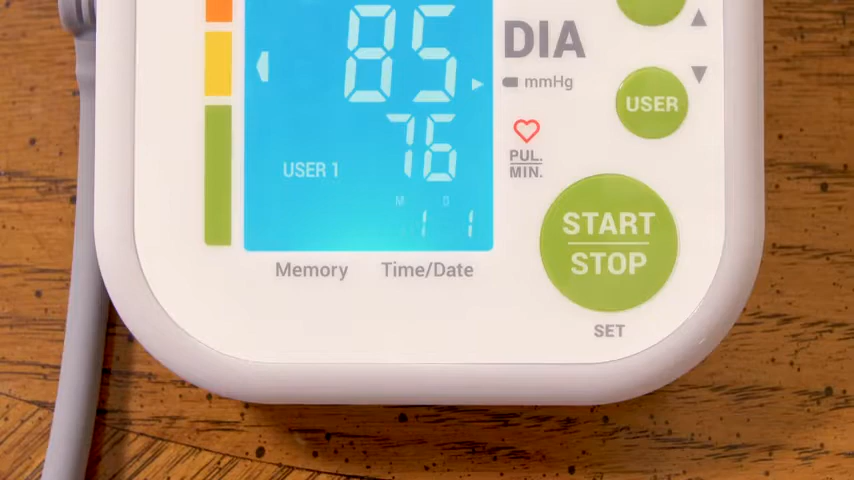 85
DIA
mmHg
USER
76
PUL.
MIN.
USER 1
M D
1 1
START
STOP
Memory Time/Date
SET